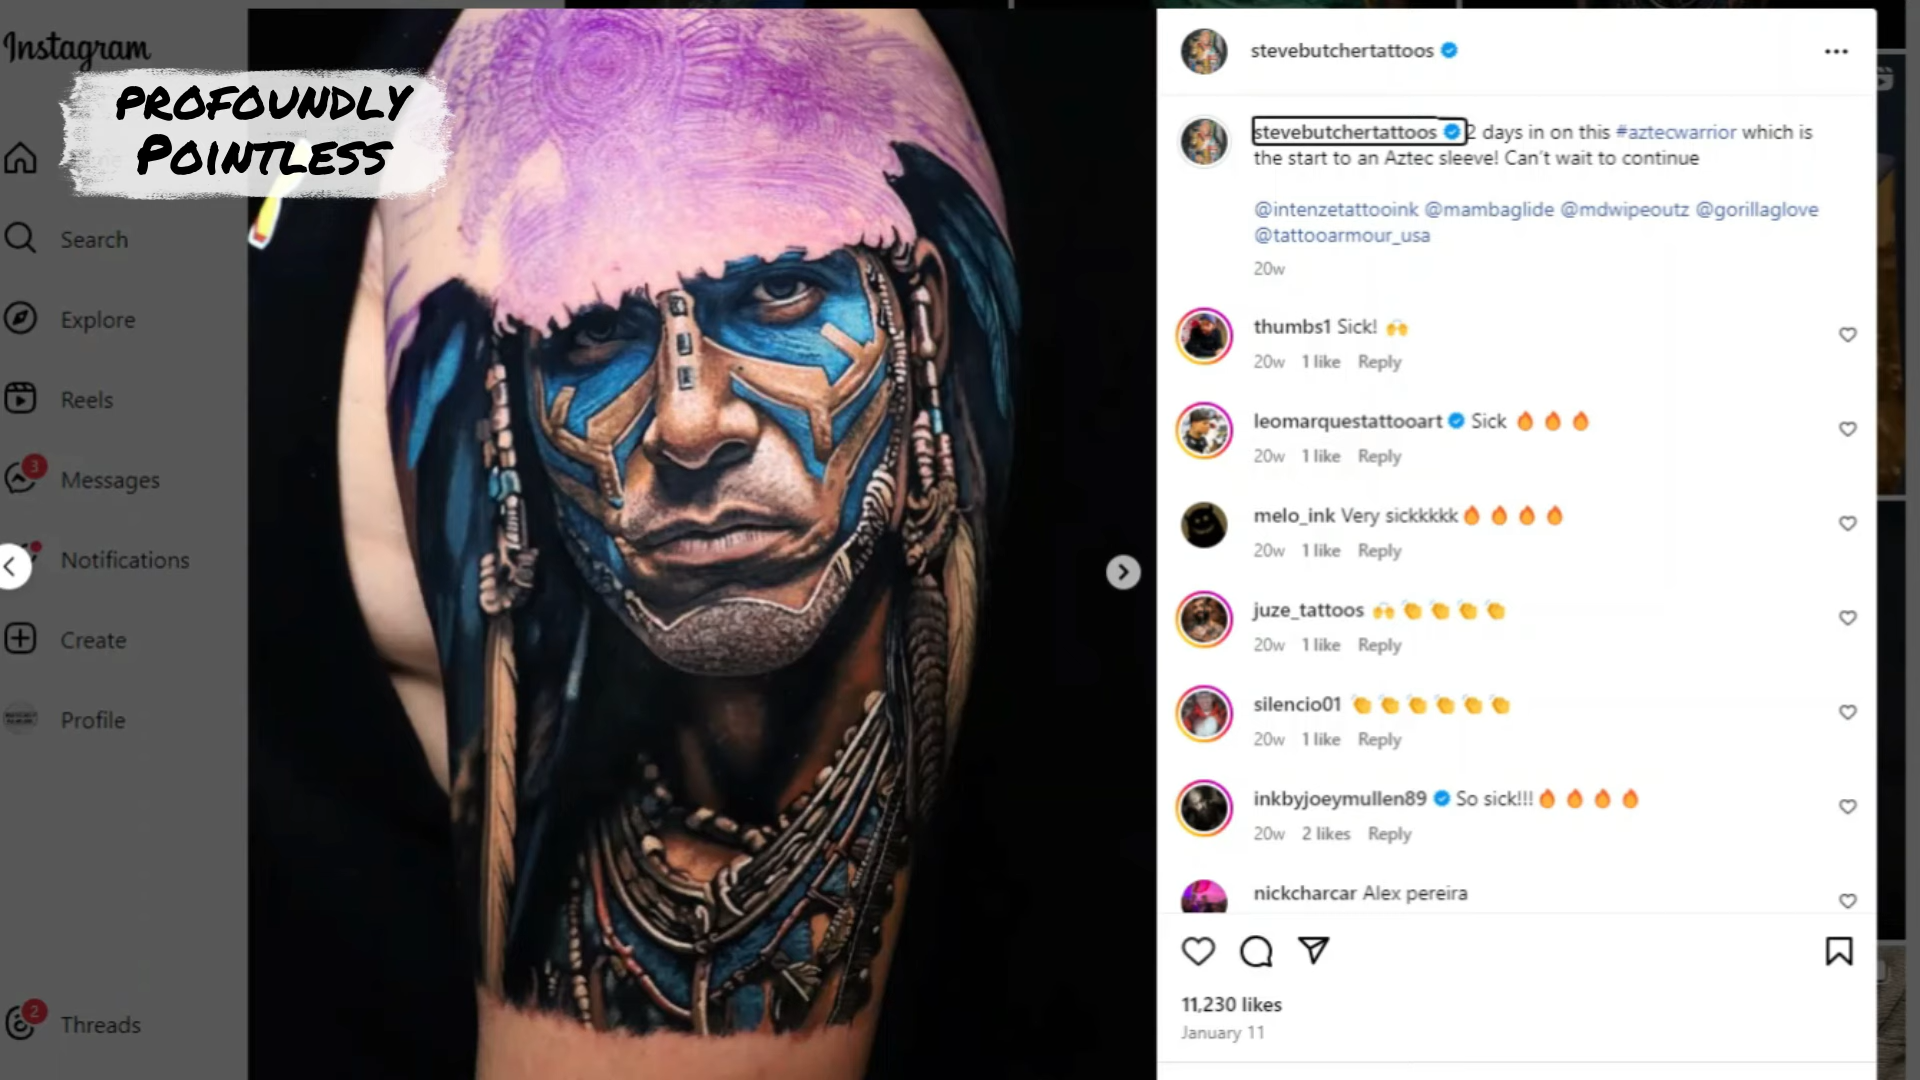 Instagram
PROFOUNDLY
POINTLESS
Search
Explore
Reels
3
Messages
Notifications
Create
Profile
2
Threads
stevebutchertattoos
stevebutchertattoos 2 days in on this #aztecwarrior which is
the start to an Aztec sleeve! Can't wait to continue
@intenzetattooink @mambaglide @mdwipeoutz @gorillaglove
@tattooarmour_usa
20w
thumbs1 Sick! 🙌
20w 1 like Reply
leomarquestattooart Sick 🔥🔥🔥
20w 1 like Reply
melo_ink Very sickkkkk🔥🔥🔥🔥
20w 1 like Reply
juze_tattoos 🙌👏👏👏👏
20w 1 like Reply
silencio01 👏👏👏👏👏👏
20w 1 like Reply
inkbyjoeymullen89 So sick!!!🔥🔥🔥🔥
20w 2 likes Reply
nickcharcar Alex pereira
11,230 likes
January 11